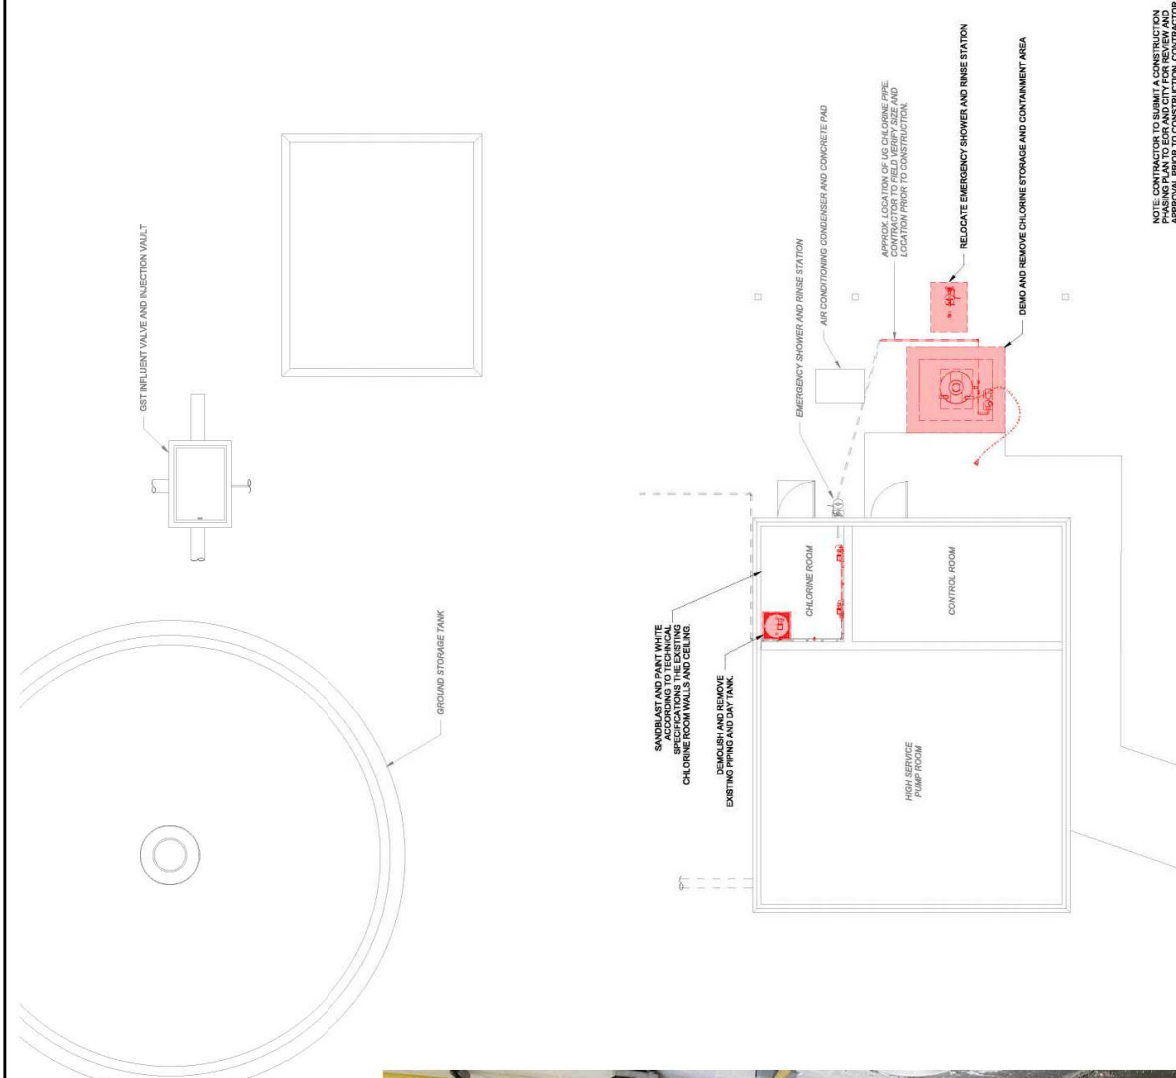 GST INFLUENT VALVE AND INJECTION VAULT
GROUND STORAGE TANK
SANDBLAST AND PAINT WHITE
ACCORDING TO TECHNICAL
SPECIFICATIONS THE EXISTING
CHLORINE ROOM WALLS AND CEILING.
DEMOLISH AND REMOVE
EXISTING PIPING AND DAY TANK.
CHLORINE ROOM
CONTROL ROOM
HIGH SERVICE
PUMP ROOM
EMERGENCY SHOWER AND RINSE STATION
AIR CONDITIONING CONDENSER AND CONCRETE PAD
APPROX. LOCATION OF UG CHLORINE PIPE.
CONTRACTOR TO FIELD VERIFY SIZE AND
LOCATION PRIOR TO CONSTRUCTION.
RELOCATE EMERGENCY SHOWER AND RINSE STATION
DEMO AND REMOVE CHLORINE STORAGE AND CONTAINMENT AREA
NOTE: CONTRACTOR TO SUBMIT A CONSTRUCTION
PHASING PLAN TO EOR AND CITY FOR REVIEW AND
APPROVAL PRIOR TO CONSTRUCTION. CONTRACTOR